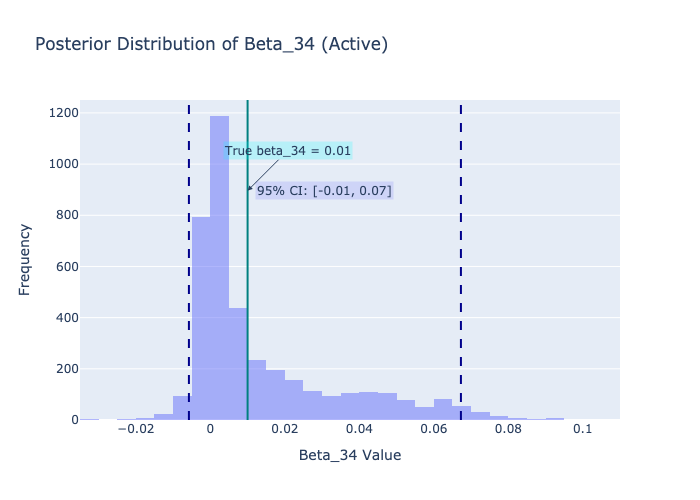 Posterior Distribution of Beta_34 (Active)
1200
1000
800
600
400
200
0
Frequency
True beta_34 = 0.01
95% CI: [-0.01, 0.07]
−0.02
0
0.02
0.04
0.06
0.08
0.1
Beta_34 Value